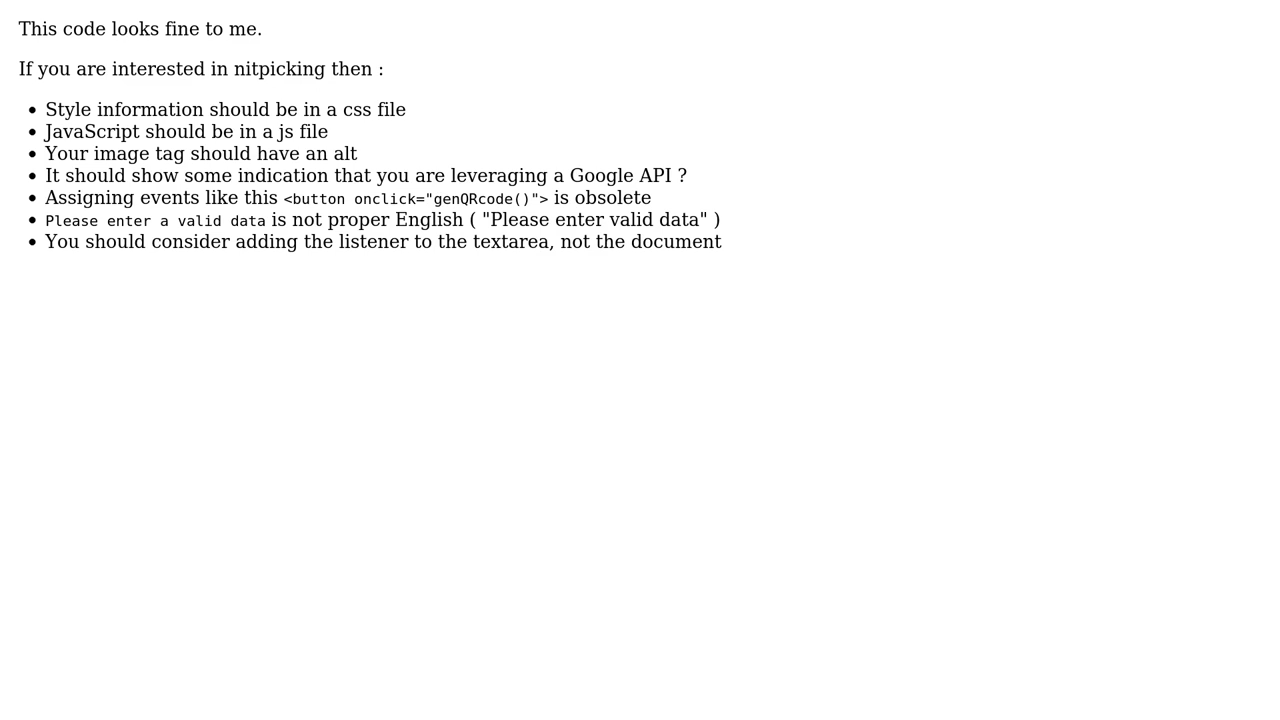 This code looks fine to me.
If you are interested in nitpicking then :
• Style information should be in a css file
• JavaScript should be in a js file
• Your image tag should have an alt
• It should show some indication that you are leveraging a Google API ?
• Assigning events like this <button onclick="genQRcode()"> is obsolete
• Please enter a valid data is not proper English ( "Please enter valid data" )
• You should consider adding the listener to the textarea, not the document